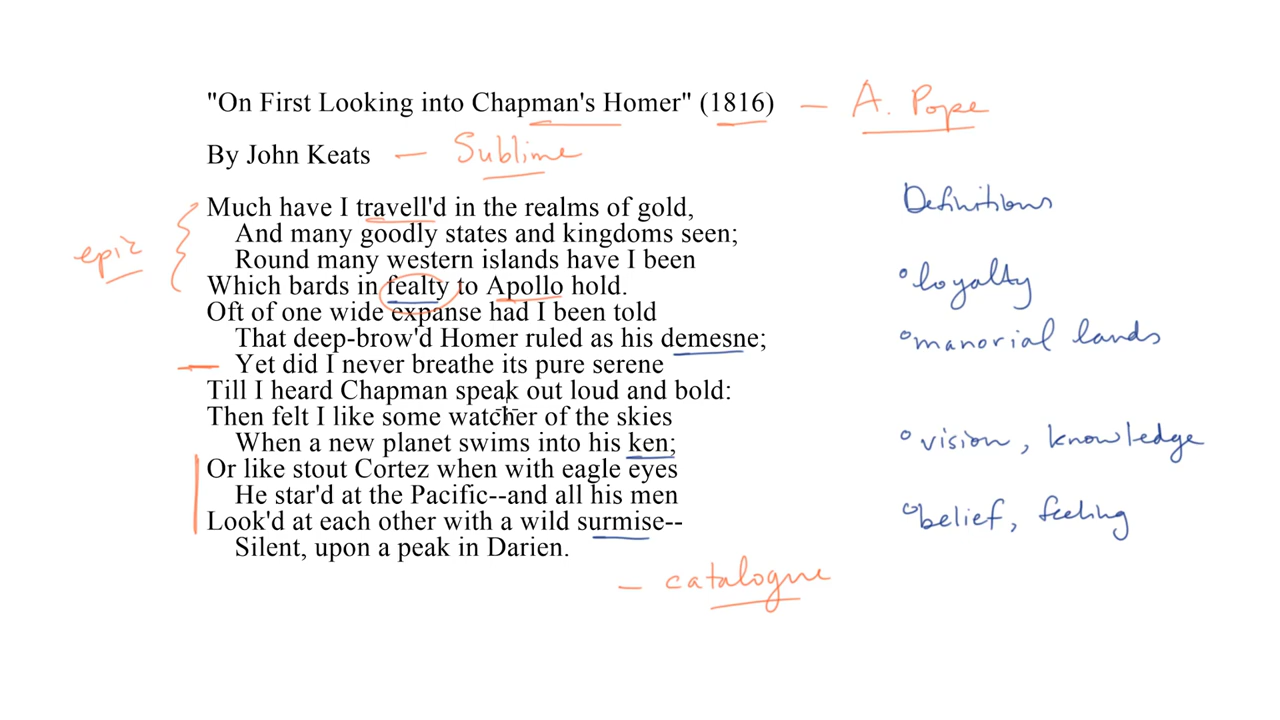 "On First Looking into Chapman's Homer" (1816) — A. Pope
By John Keats — Sublime
Definitions
epic
Much have I travell'd in the realms of gold,
And many goodly states and kingdoms seen;
Round many western islands have I been
Which bards in fealty to Apollo hold.
°loyalty
Oft of one wide expanse had I been told
That deep-brow'd Homer ruled as his demesne;
°manorial lands
Yet did I never breathe its pure serene
Till I heard Chapman speak out loud and bold:
Then felt I like some watcher of the skies
When a new planet swims into his ken;
°vision, knowledge
Or like stout Cortez when with eagle eyes
He star'd at the Pacific--and all his men
Look'd at each other with a wild surmise--
°belief, feeling
Silent, upon a peak in Darien.
— catalogue